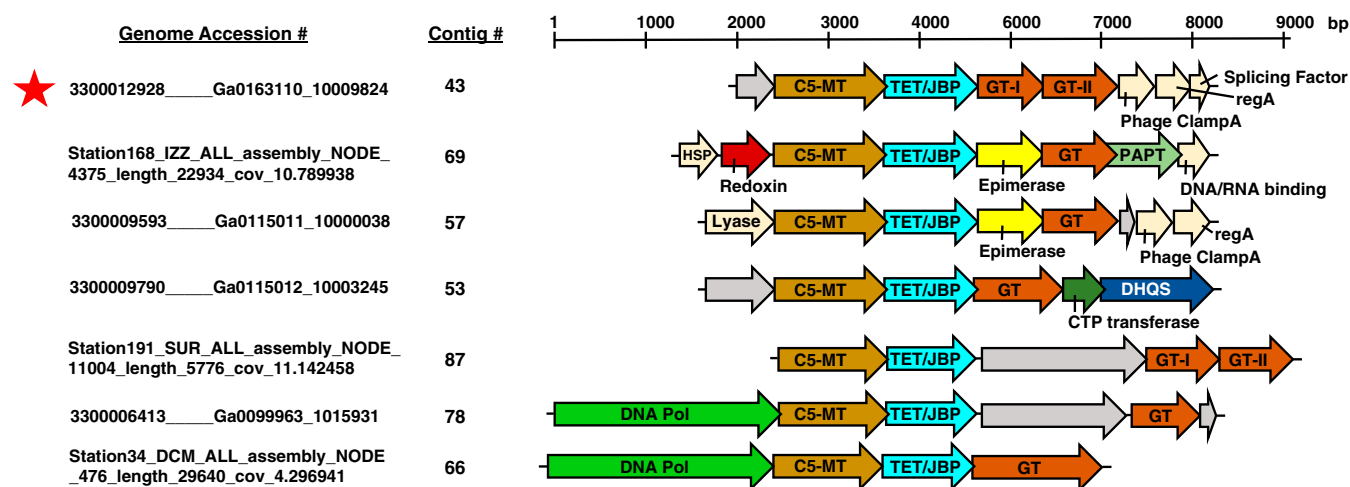 Genome Accession # Contig # 1 1000 2000 3000 4000 5000 6000 7000 8000 9000 bp
3300012928_____Ga0163110_10009824 43 C5-MT TET/JBP GT-I GT-II Splicing Factor
regA
Phage ClampA
Station168_IZZ_ALL_assembly_NODE_
4375_length_22934_cov_10.789938 69 HSP C5-MT TET/JBP GT PAPT
Redoxin Epimerase DNA/RNA binding
3300009593_____Ga0115011_10000038 57 Lyase C5-MT TET/JBP GT regA
Epimerase Phage ClampA
3300009790_____Ga0115012_10003245 53 C5-MT TET/JBP GT DHQS
CTP transferase
Station191_SUR_ALL_assembly_NODE_
11004_length_5776_cov_11.142458 87 C5-MT TET/JBP GT-I GT-II
3300006413_____Ga0099963_1015931 78 DNA Pol C5-MT TET/JBP GT
Station34_DCM_ALL_assembly_NODE
_476_length_29640_cov_4.296941 66 DNA Pol C5-MT TET/JBP GT